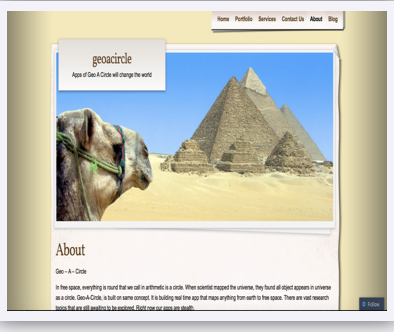 Home Portfolio Services Contact Us About Blog
geoacircle
Apps of Geo A Circle will change the world
About
Geo – A – Circle
In free space, everything is round that we call in arithmetic is a circle. When scientist mapped the universe, they found all object appears in universe
as a circle. Geo-A-Circle, is built on same concept. It is building real time app that maps anything from earth to free space. There are vast research
topics that are still awaiting to be explored. Right now our apps are stealth.
Follow